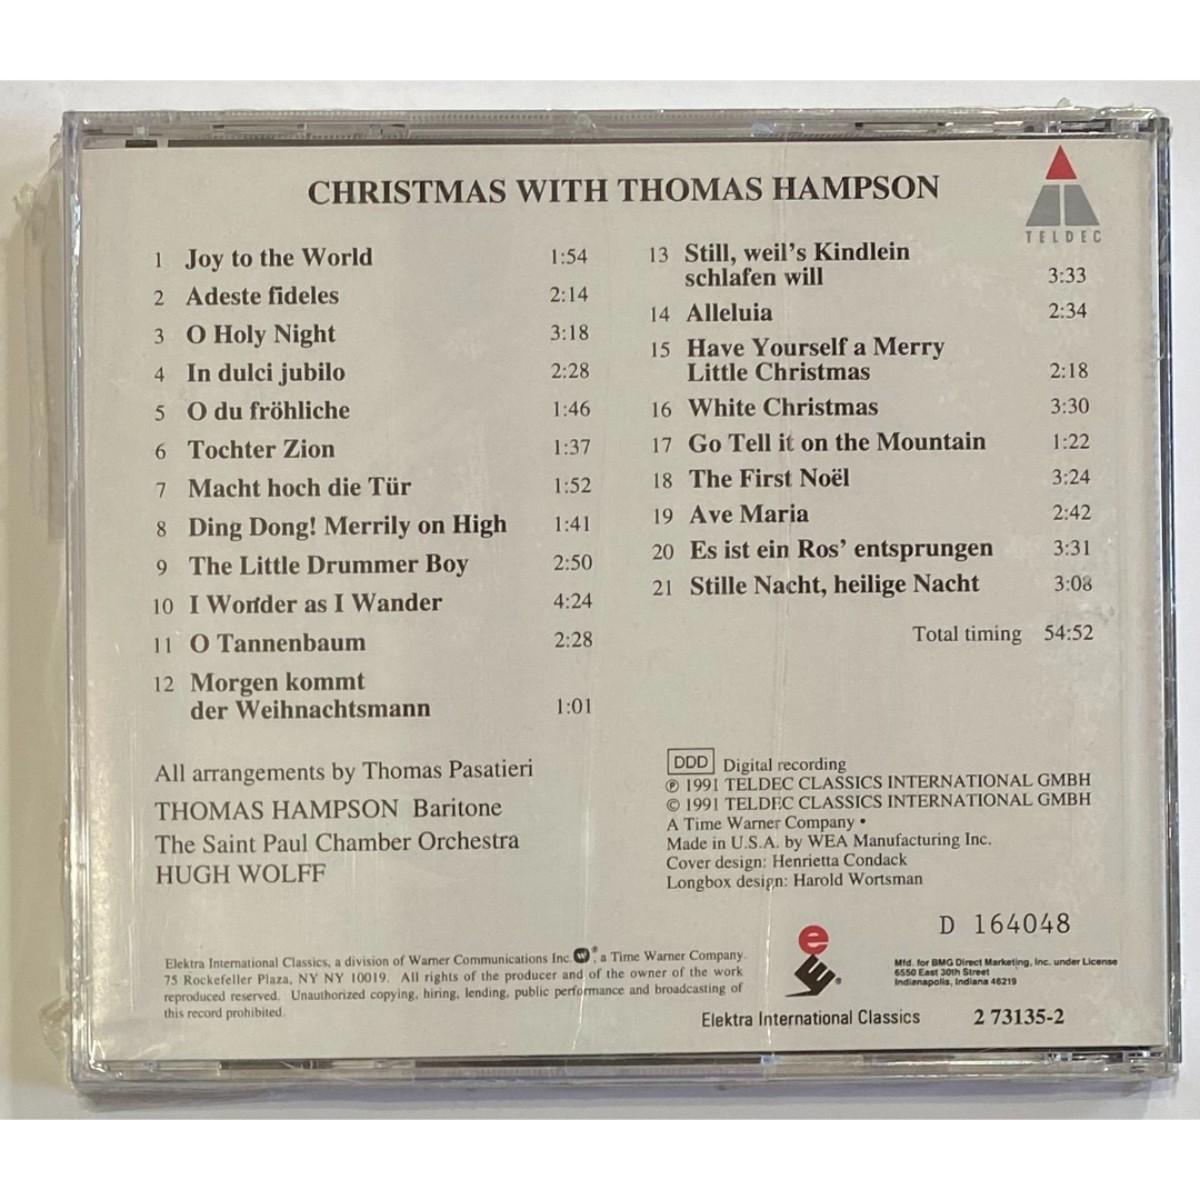 CHRISTMAS WITH THOMAS HAMPSON
TELDEC
1 Joy to the World 1:54
2 Adeste fideles 2:14
3 O Holy Night 3:18
4 In dulci jubilo 2:28
5 O du fröhliche 1:46
6 Tochter Zion 1:37
7 Macht hoch die Tür 1:52
8 Ding Dong! Merrily on High 1:41
9 The Little Drummer Boy 2:50
10 I Wonder as I Wander 4:24
11 O Tannenbaum 2:28
12 Morgen kommt
der Weihnachtsmann 1:01
13 Still, weil's Kindlein
schlafen will 3:33
14 Alleluia 2:34
15 Have Yourself a Merry
Little Christmas 2:18
16 White Christmas 3:30
17 Go Tell it on the Mountain 1:22
18 The First Noël 3:24
19 Ave Maria 2:42
20 Es ist ein Ros' entsprungen 3:31
21 Stille Nacht, heilige Nacht 3:08
Total timing 54:52
All arrangements by Thomas Pasatieri
THOMAS HAMPSON Baritone
The Saint Paul Chamber Orchestra
HUGH WOLFF
DDD Digital recording
℗ 1991 TELDEC CLASSICS INTERNATIONAL GMBH
© 1991 TELDEC CLASSICS INTERNATIONAL GMBH
A Time Warner Company •
Made in U.S.A. by WEA Manufacturing Inc.
Cover design: Henrietta Condack
Longbox design: Harold Wortsman
D 164048
Elektra International Classics, a division of Warner Communications Inc. ®, a Time Warner Company.
75 Rockefeller Plaza, NY NY 10019. All rights of the producer and of the owner of the work
reproduced reserved. Unauthorized copying, hiring, lending, public performance and broadcasting of
this record prohibited.
e
Mfd. for BMG Direct Marketing, Inc. under License
6550 East 30th Street
Indianapolis, Indiana 46219
Elektra International Classics 2 73135-2